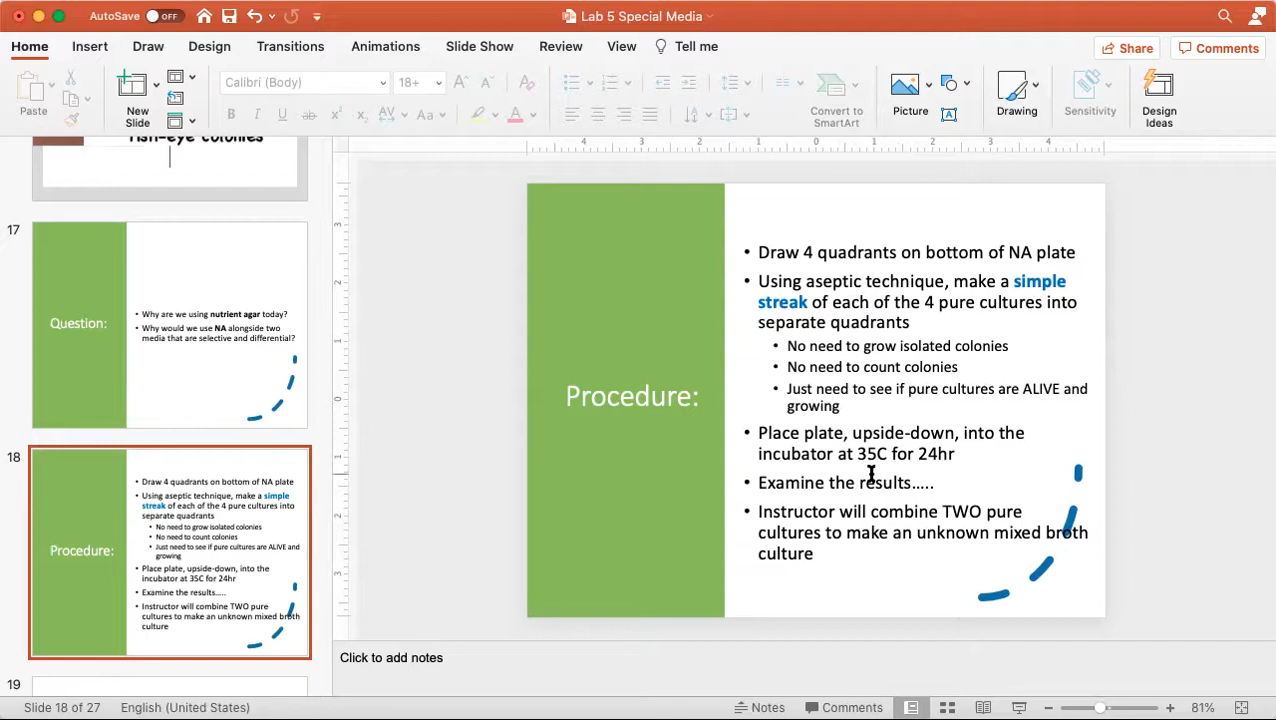 AutoSave OFF
Lab 5 Special Media
Home Insert Draw Design Transitions Animations Slide Show Review View Tell me
Share Comments
Paste
New Slide
Calibri (Body) 18+
Convert to SmartArt
Picture
Drawing
Sensitivity
Design Ideas
fish-eye colonies
17
Question:
• Why are we using nutrient agar today?
• Why would we use NA alongside two
media that are selective and differential?
18
Procedure:
• Draw 4 quadrants on bottom of NA plate
• Using aseptic technique, make a simple
streak of each of the 4 pure cultures into
separate quadrants
• No need to grow isolated colonies
• No need to count colonies
• Just need to see if pure cultures are ALIVE and
growing
• Place plate, upside-down, into the
incubator at 35C for 24hr
• Examine the results.....
• Instructor will combine TWO pure
cultures to make an unknown mixed broth
culture
19
Procedure:
• Draw 4 quadrants on bottom of NA plate
• Using aseptic technique, make a simple
streak of each of the 4 pure cultures into
separate quadrants
• No need to grow isolated colonies
• No need to count colonies
• Just need to see if pure cultures are ALIVE and
growing
• Place plate, upside-down, into the
incubator at 35C for 24hr
• Examine the results.....
• Instructor will combine TWO pure
cultures to make an unknown mixed broth
culture
Click to add notes
Slide 18 of 27 English (United States) Notes Comments 81%